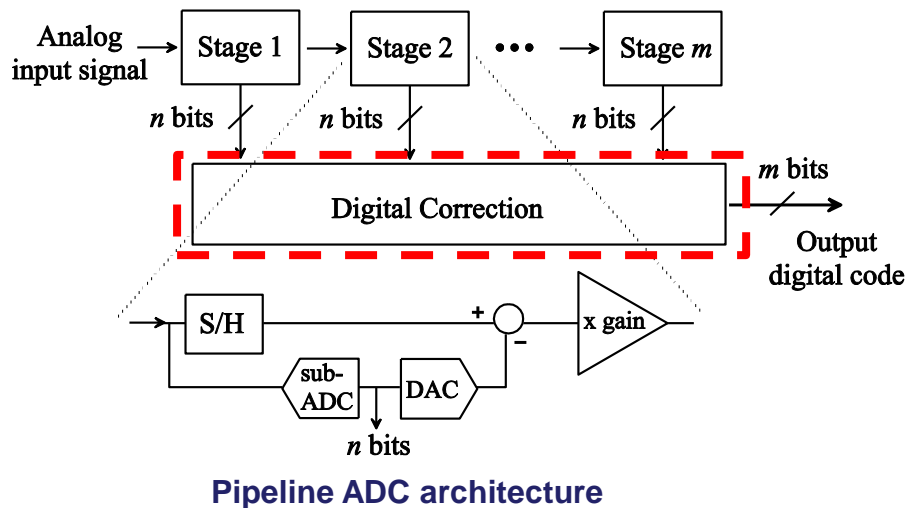 Analog
input signal
Stage 1
Stage 2
•••
Stage m
n bits
n bits
n bits
Digital Correction
m bits
Output
digital code
S/H
+
−
x gain
sub-
ADC
DAC
n bits
Pipeline ADC architecture